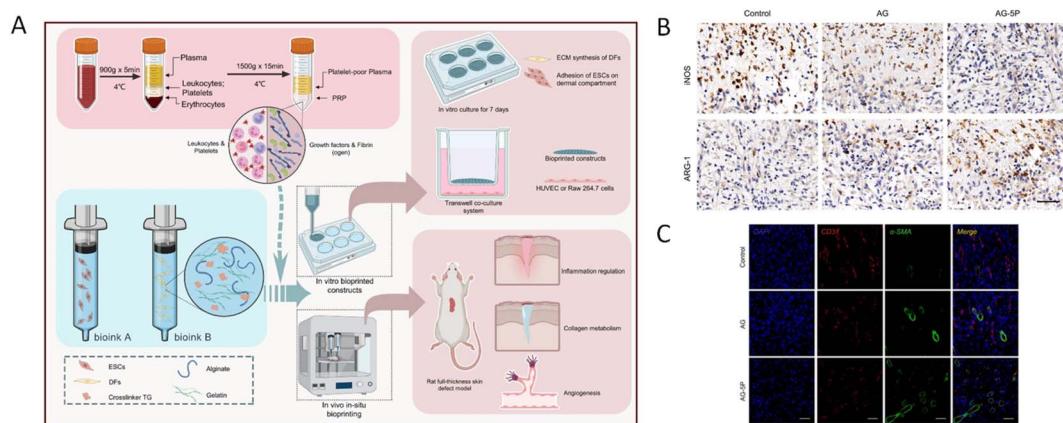 A
900g x 5min
4℃
Plasma
Leukocytes;
Platelets
Erythrocytes
1500g x 15min
4℃
Platelet-poor Plasma
PRP
Leukocytes &
Platelets
Growth factors & Fibrin
(ogen)
In vitro culture for 7 days
ECM synthesis of DFs
Adhesion of ESCs on
dermal compartment
Transwell co-culture
system
Bioprinted constructs
HUVEC or Raw 264.7 cells
bioink A
bioink B
In vitro bioprinted
constructs
In vivo in-situ
bioprinting
Rat full-thickness skin
defect model
Inflammation regulation
Collagen metabolism
Angiogenesis
ESCs
DFs
Crosslinker TG
Alginate
Gelatin
B
Control
AG
AG-5P
iNOS
ARG-1
C
DAPI
CD31
α-SMA
Merge
Control
AG
AG-5P